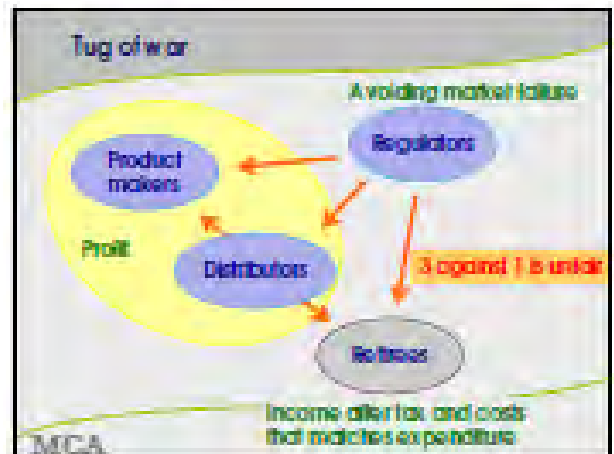 Tug of war
Avoiding market failure
Regulators
Product
makers
Profit
Distributors
3 against 1 is unfair
Retirees
Income after tax and costs
that matches expenditure
MCA